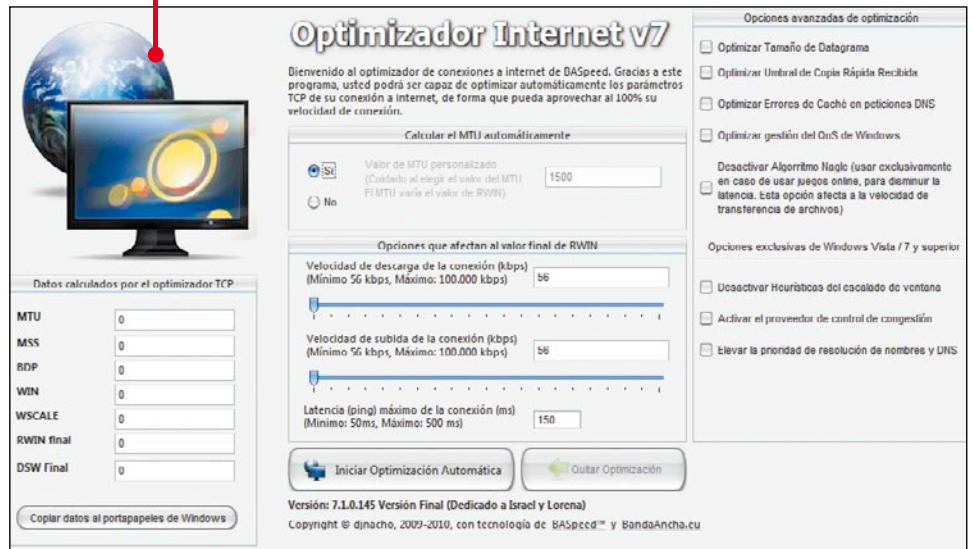 Optimizador Internet v7
Bienvenido al optimizador de conexiones a internet de BASpeed. Gracias a este
programa, usted podrá ser capaz de optimizar automáticamente los parámetros
TCP de su conexión a Internet, de forma que pueda aprovechar al 100% su
velocidad de conexión.
Calcular el MTU automáticamente
Sí
No
Valor de MTU personalizado
(Cuidado al elegir el valor del MTU
El MTU varía el valor de RWIN)
1500
Opciones que afectan al valor final de RWIN
Velocidad de descarga de la conexión (kbps)
(Mínimo 56 kbps, Máximo: 100.000 kbps)
56
Velocidad de subida de la conexión (kbps)
(Mínimo 56 kbps, Máximo: 100.000 kbps)
56
Latencia (ping) máximo de la conexión (ms)
(Minimo: 50ms, Máximo: 500 ms)
150
Iniciar Optimización Automática
Quitar Optimización
Versión: 7.1.0.145 Versión Final (Dedicado a Israel y Lorena)
Copyright © djnacho, 2009-2010, con tecnología de BASpeed™ y BandaAncha.eu
Datos calculados por el optimizador TCP
MTU 0
MSS 0
BDP 0
WIN 0
WSCALE 0
RWIN final 0
DSW Final 0
Copiar datos al portapapeles de Windows
Opciones avanzadas de optimización
Optimizar Tamaño de Datagrama
Optimizar Umbral de Copia Rápida Recibida
Optimizar Errores de Caché en peticiones DNS
Optimizar gestión del QoS de Windows
Desactivar Algorritmo Nagle (usar exclusivamente
en caso de usar juegos online, para disminuir la
latencia. Esta opción afecta a la velocidad de
transferencia de archivos)
Opciones exclusivas de Windows Vista / 7 y superior
Desactivar Heurísticas del escalado de ventana
Activar el proveedor de control de congestión
Elevar la prioridad de resolución de nombres y DNS